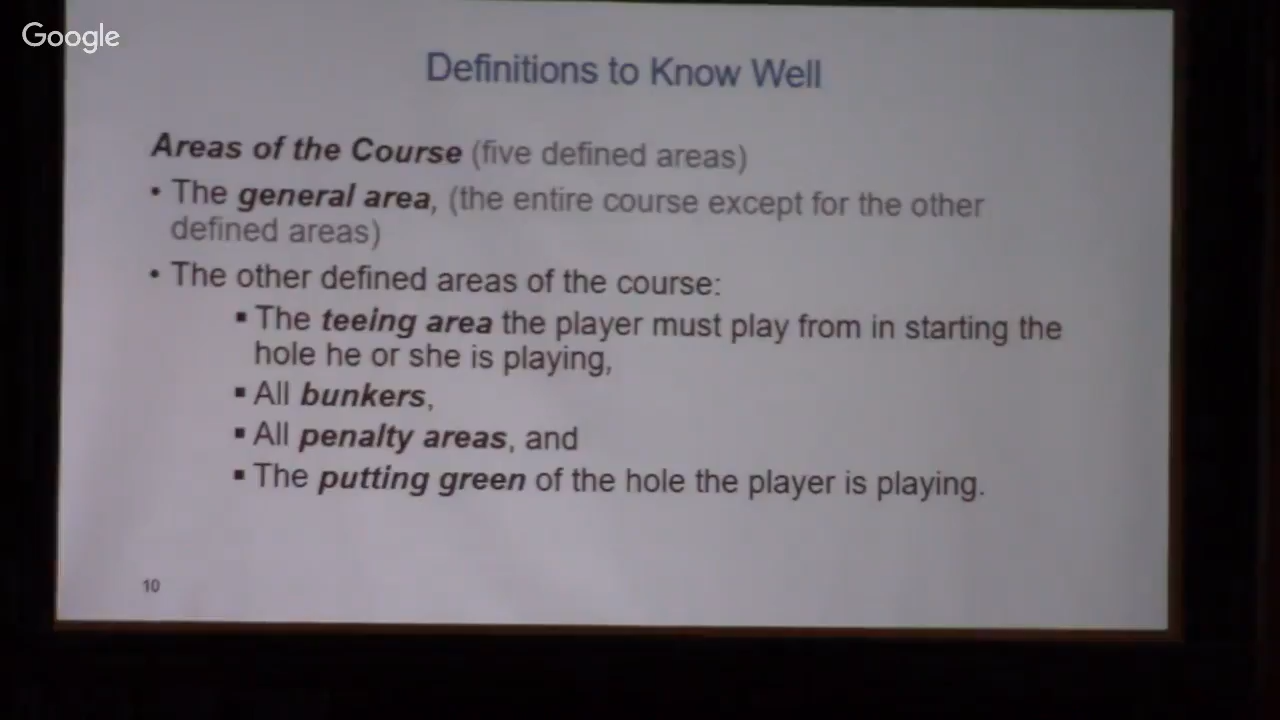 Google
Definitions to Know Well
Areas of the Course (five defined areas)
• The general area, (the entire course except for the other
defined areas)
• The other defined areas of the course:
▪ The teeing area the player must play from in starting the
hole he or she is playing,
▪ All bunkers,
▪ All penalty areas, and
▪ The putting green of the hole the player is playing.
10